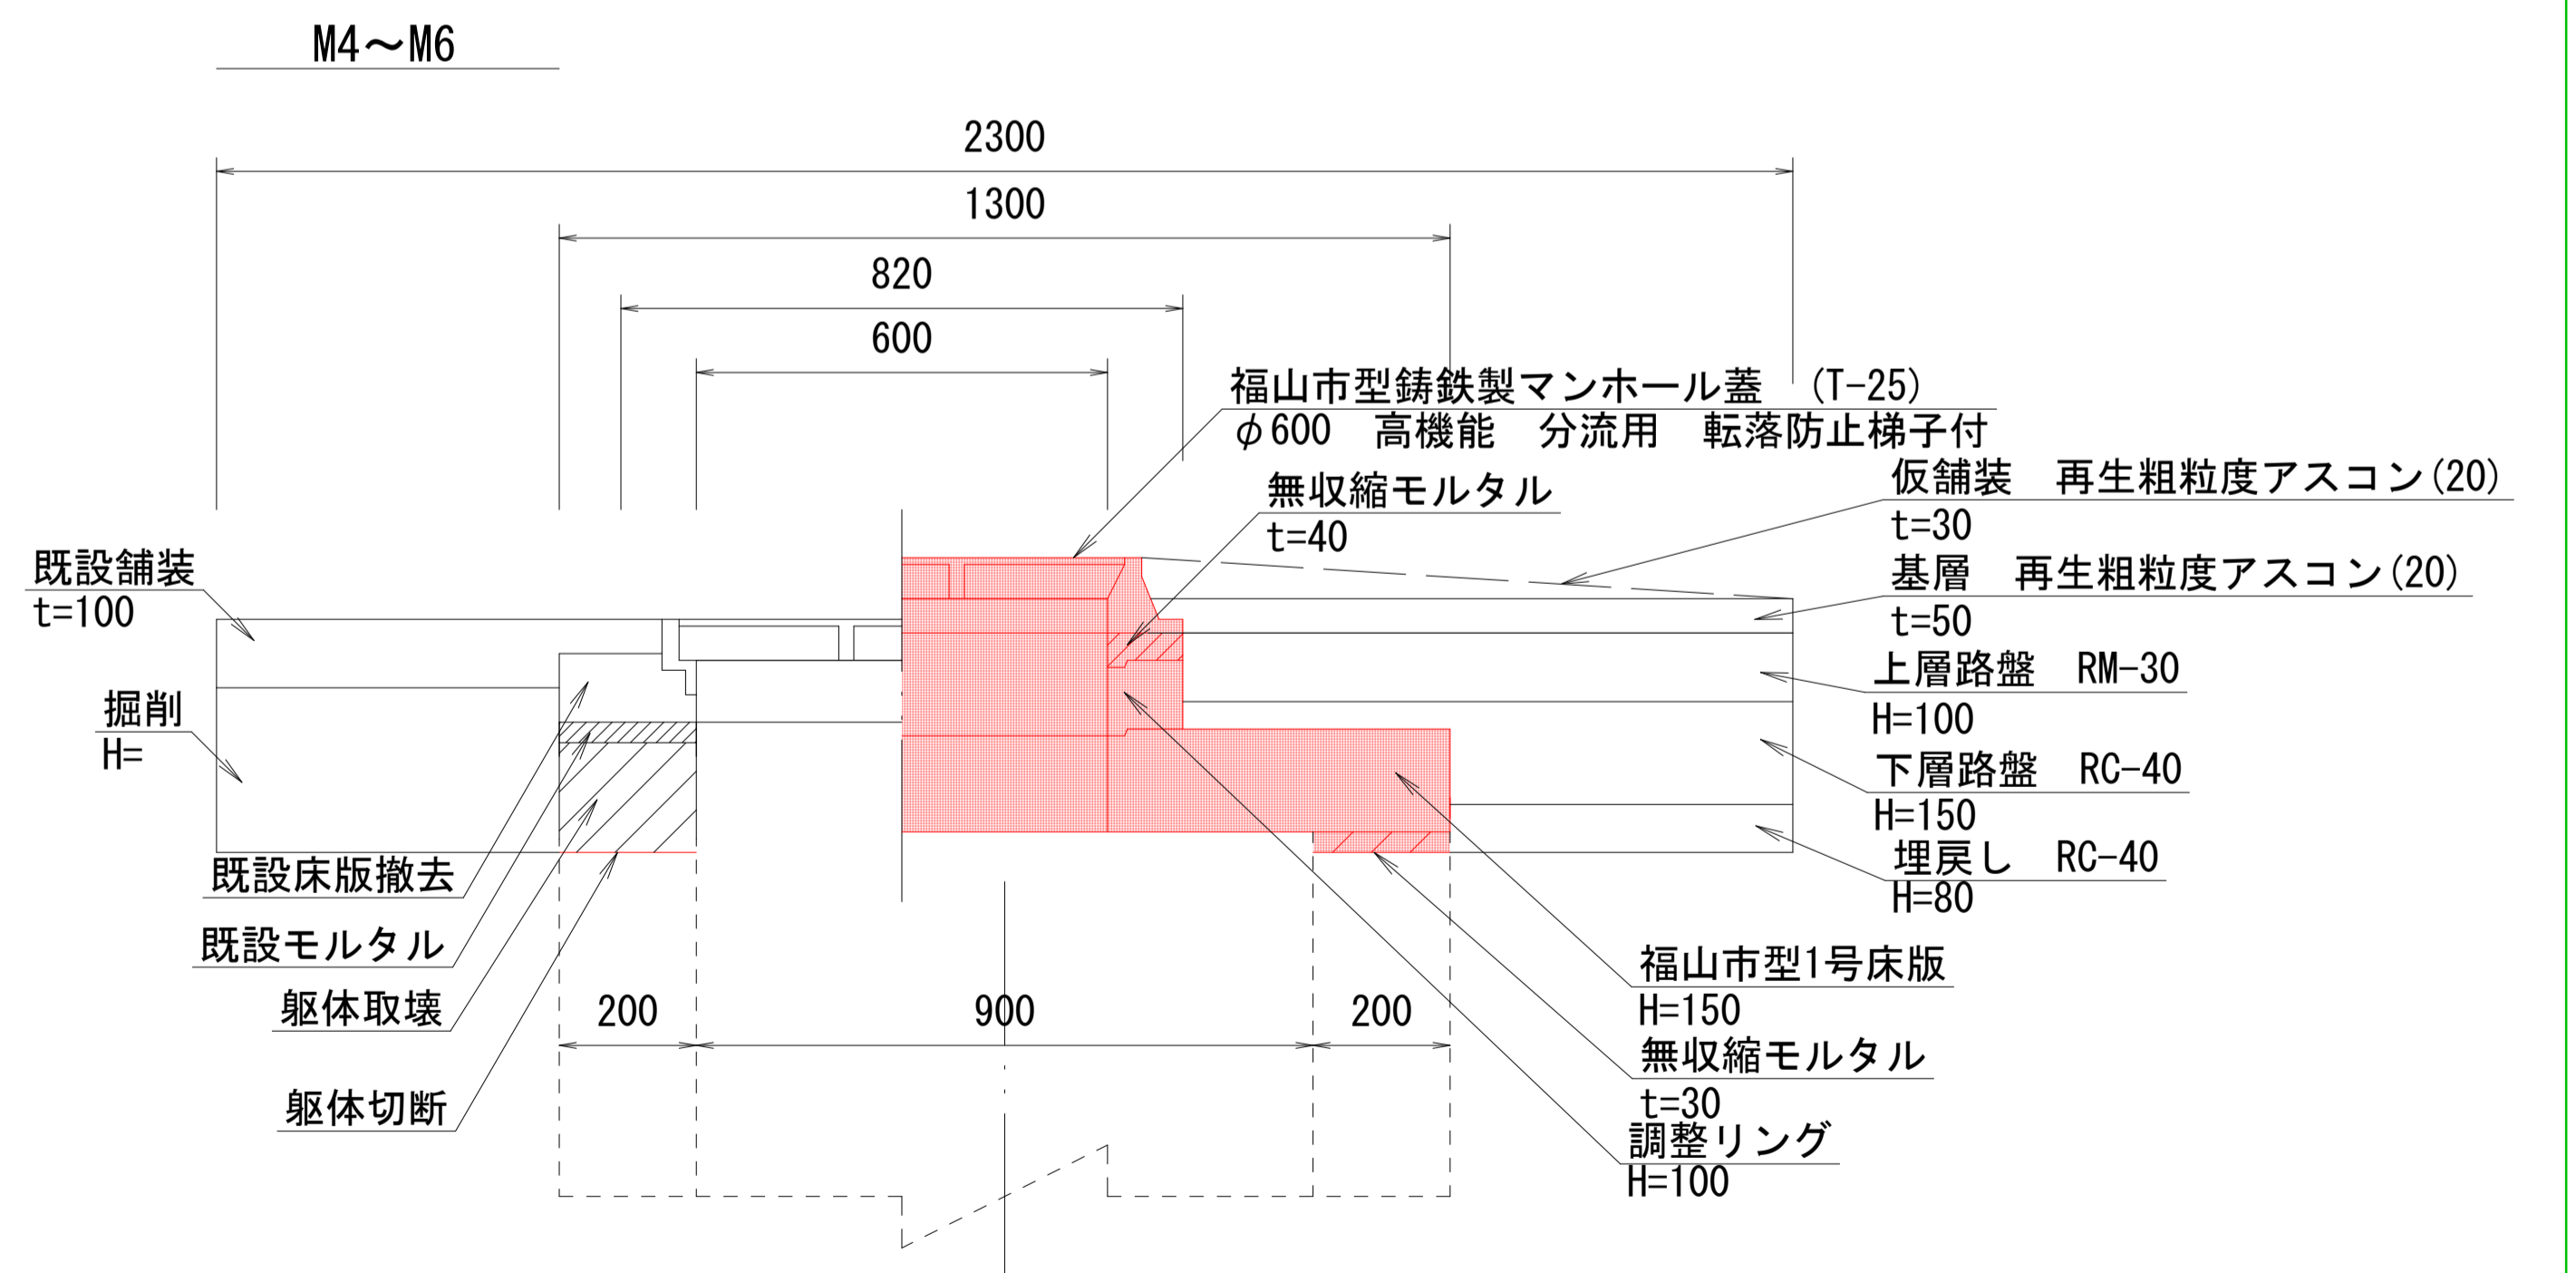 M4～M6
2300
1300
820
600
福山市型鋳鉄製マンホール蓋　(T-25)
φ600　高機能　分流用　転落防止梯子付
無収縮モルタル
t=40
仮舗装　再生粗粒度アスコン(20)
t=30
基層　再生粗粒度アスコン(20)
t=50
上層路盤　RM-30
H=100
下層路盤　RC-40
H=150
埋戻し　RC-40
H=80
既設舗装
t=100
掘削
H=
既設床版撤去
既設モルタル
躯体取壊
躯体切断
200
900
200
福山市型1号床版
H=150
無収縮モルタル
t=30
調整リング
H=100